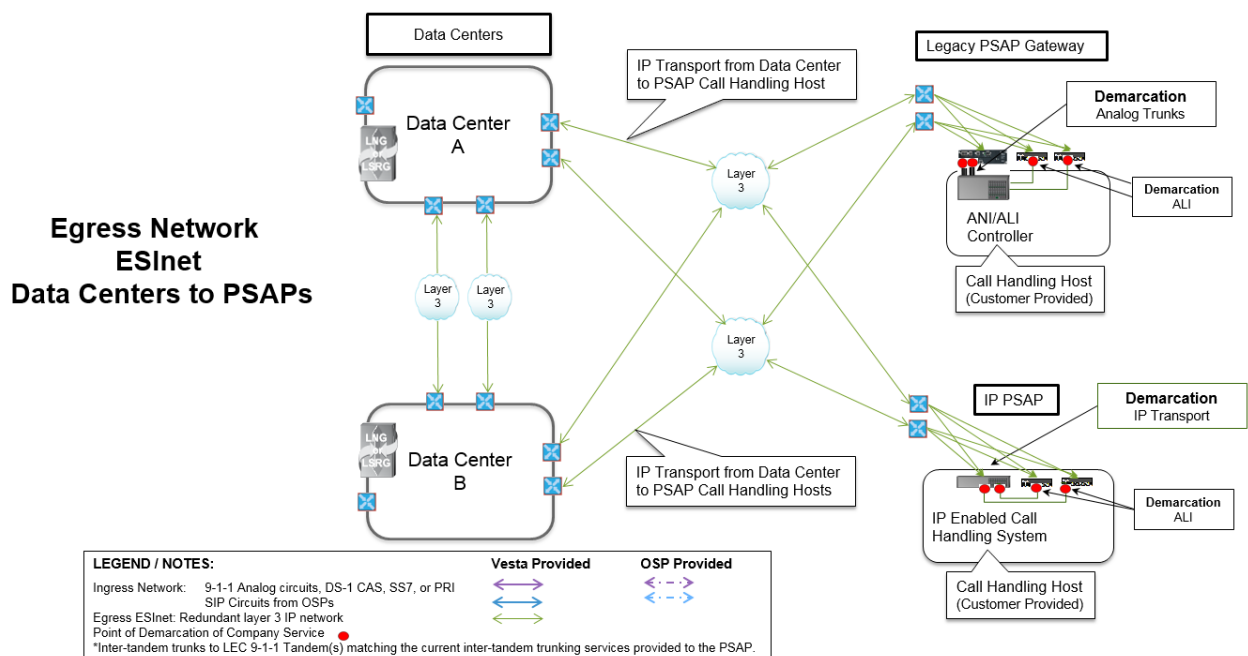 Data Centers
Legacy PSAP Gateway
IP Transport from Data Center
to PSAP Call Handling Host
Demarcation
Analog Trunks
Data Center
A
LNG
or
LSRG
Layer
3
Demarcation
ALI
ANI/ALI
Controller
Egress Network
ESInet
Data Centers to PSAPs
Call Handling Host
(Customer Provided)
Layer
3
Layer
3
Layer
3
IP PSAP
Demarcation
IP Transport
LNG
or
LSRG
Data Center
B
IP Transport from Data Center
to PSAP Call Handling Hosts
Demarcation
ALI
IP Enabled Call
Handling System
Call Handling Host
(Customer Provided)
LEGEND / NOTES: Vesta Provided OSP Provided
Ingress Network: 9-1-1 Analog circuits, DS-1 CAS, SS7, or PRI
SIP Circuits from OSPs
Egress ESInet: Redundant layer 3 IP network
Point of Demarcation of Company Service
*Inter-tandem trunks to LEC 9-1-1 Tandem(s) matching the current inter-tandem trunking services provided to the PSAP.